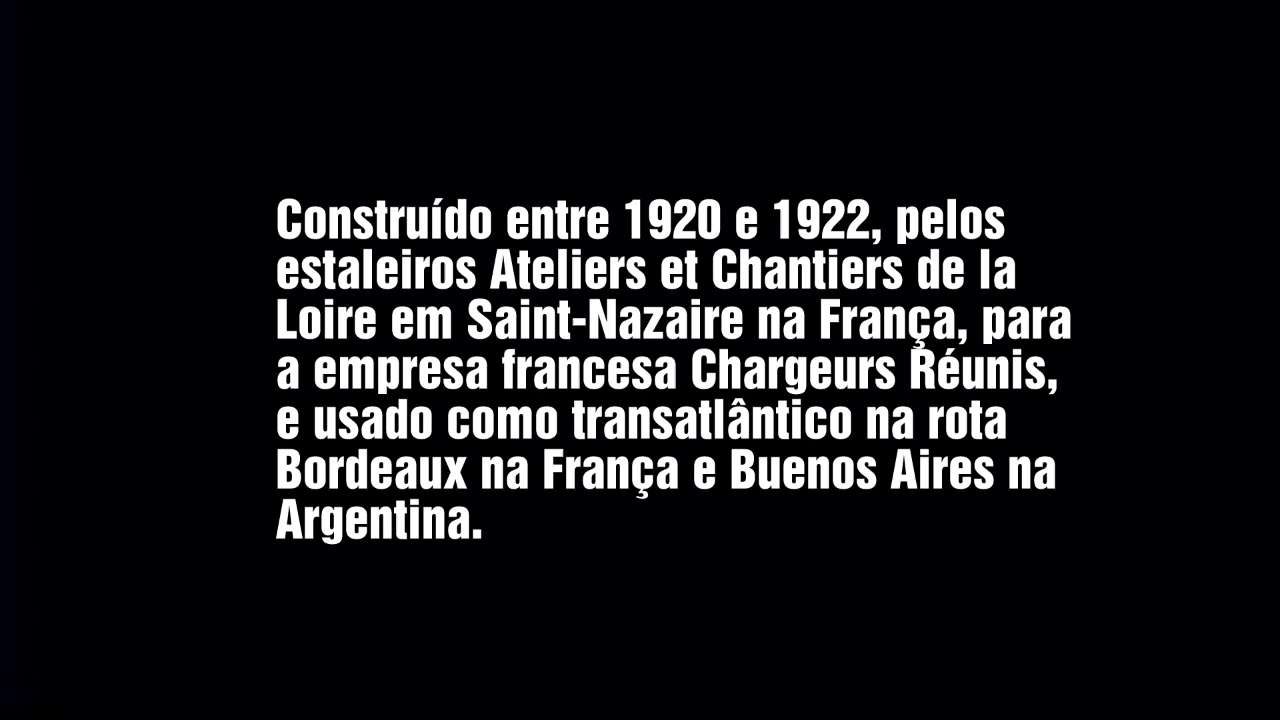 Construído entre 1920 e 1922, pelos
estaleiros Ateliers et Chantiers de la
Loire em Saint-Nazaire na França, para
a empresa francesa Chargeurs Réunis,
e usado como transatlântico na rota
Bordeaux na França e Buenos Aires na
Argentina.